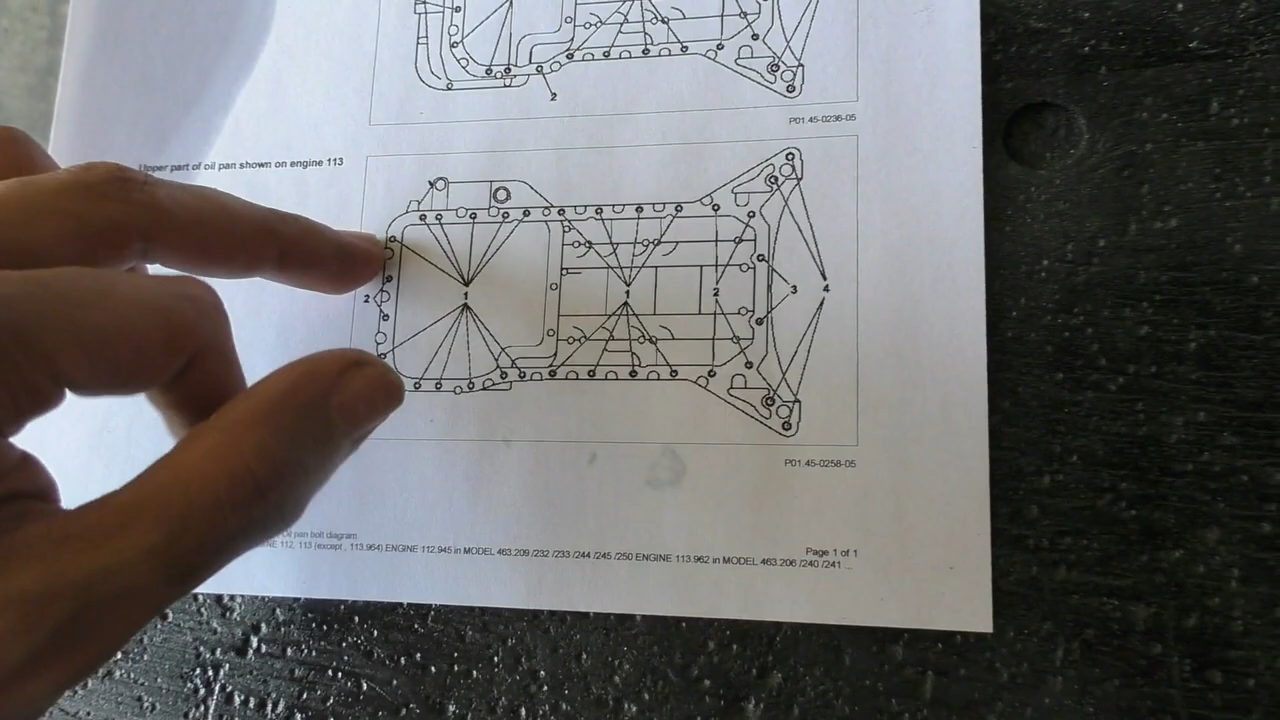 2
P01.45-0236-05
Upper part of oil pan shown on engine 113
2
1
1
2
3
4
P01.45-0258-05
Oil pan bolt diagram
Page 1 of 1
112, 113 (except . 113.964) ENGINE 112.945 in MODEL 463.209 /232 /233 /244 /245 /250 ENGINE 113.962 in MODEL 463.206 /240 /241 ...